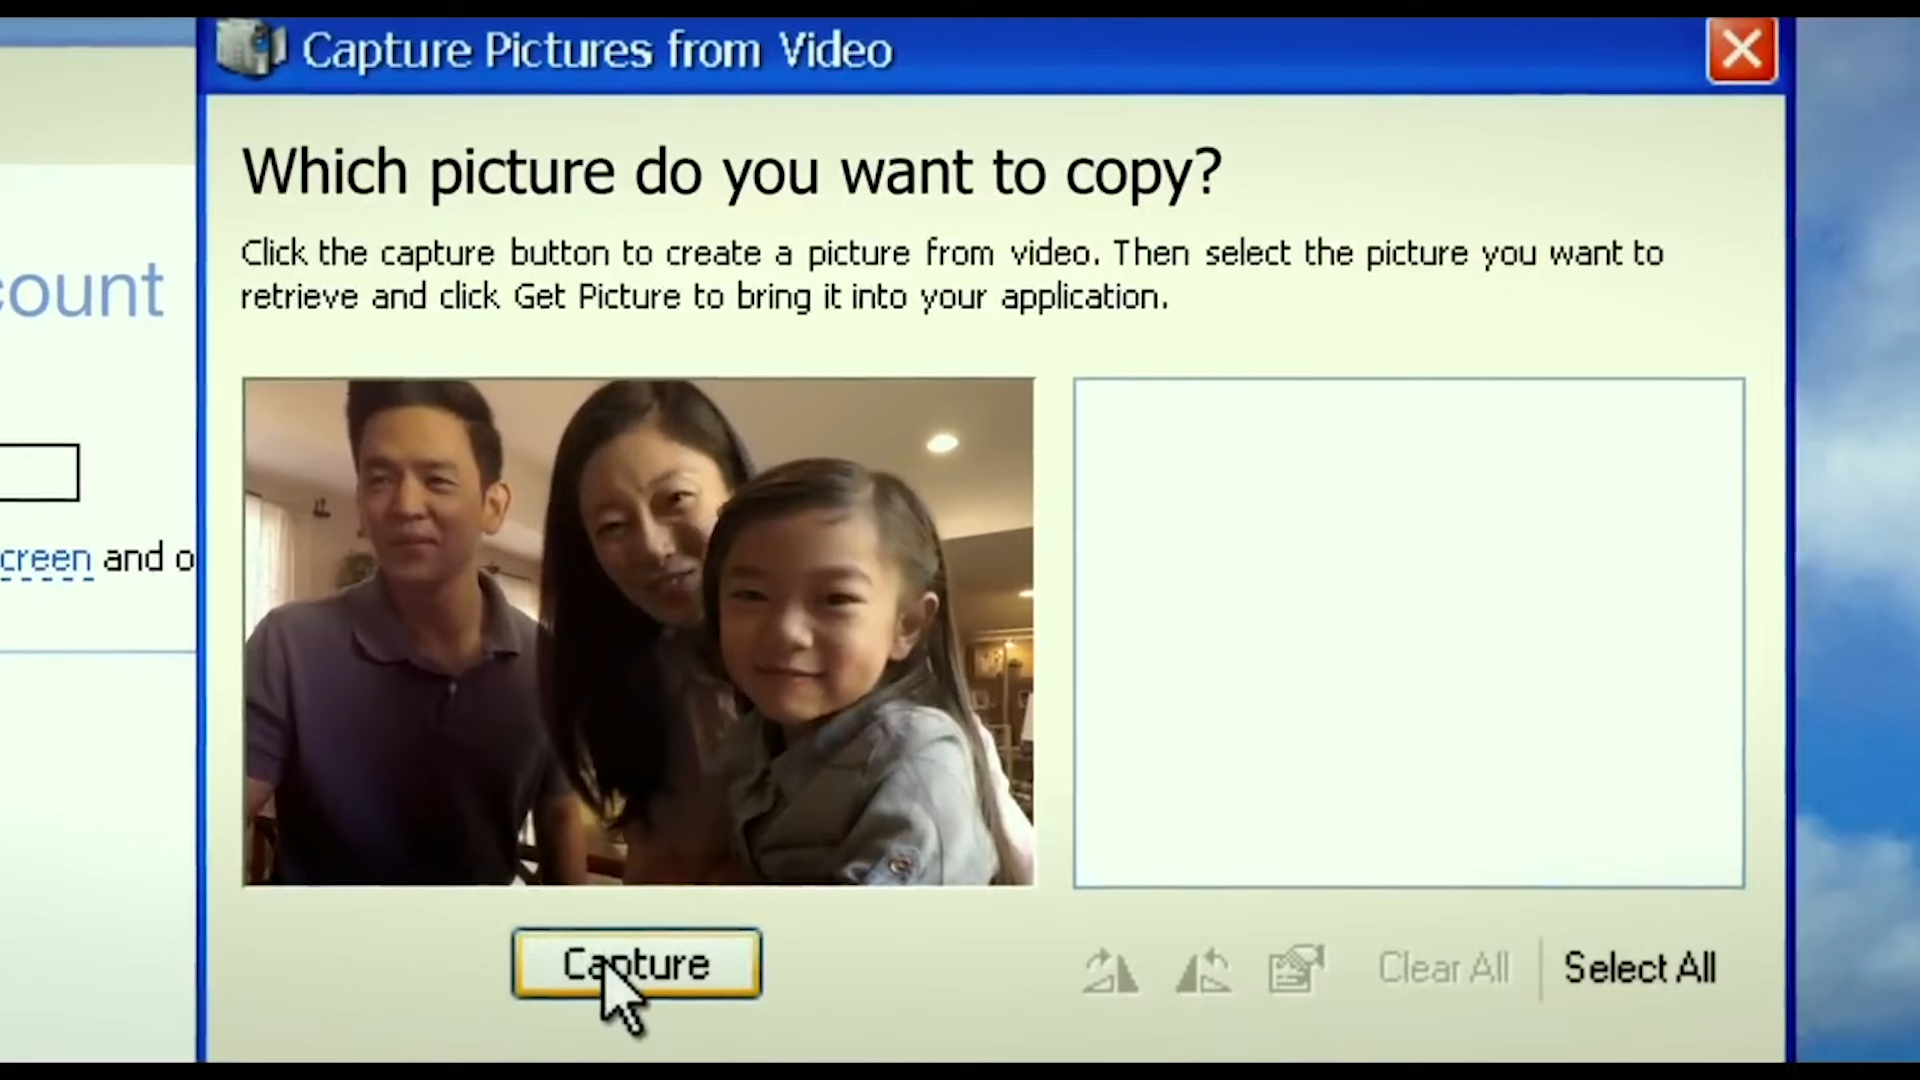 Capture Pictures from Video
Which picture do you want to copy?
Click the capture button to create a picture from video. Then select the picture you want to
retrieve and click Get Picture to bring it into your application.
count
creen and o
Capture
Clear All
Select All